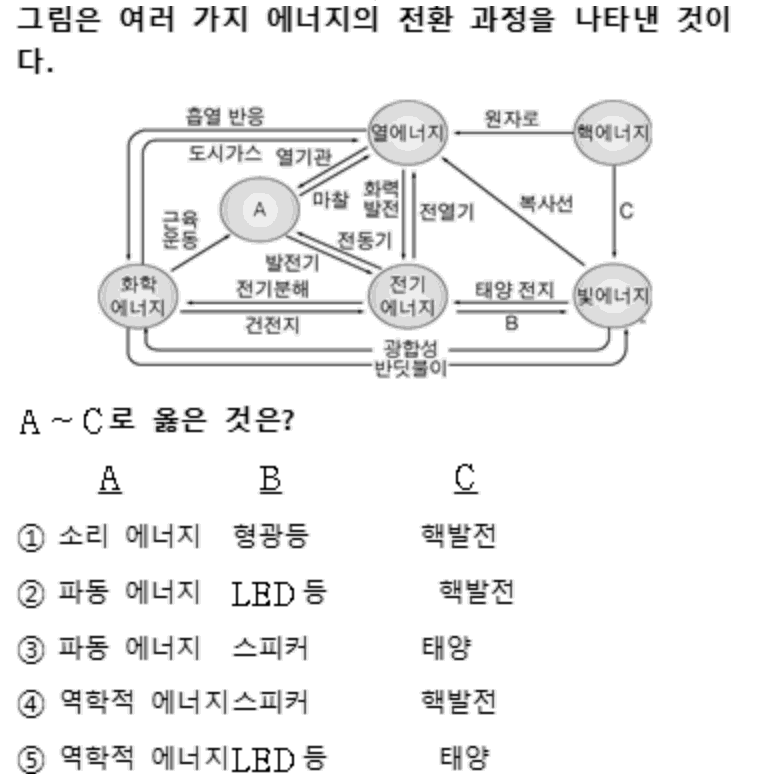 그림은 여러 가지 에너지의 전환 과정을 나타낸 것이
다.
흡열 반응
도시가스
열기관
열에너지
원자로
핵에너지
A
마찰
화력
발전
전열기
복사선
C
근육
운동
전동기
발전기
화학
에너지
전기분해
건전지
전기
에너지
태양 전지
B
빛에너지
광합성
반딧불이
A ~ C로 옳은 것은?
A B C
① 소리 에너지 형광등 핵발전
② 파동 에너지 LED 등 핵발전
③ 파동 에너지 스피커 태양
④ 역학적 에너지 스피커 핵발전
⑤ 역학적 에너지 LED 등 태양